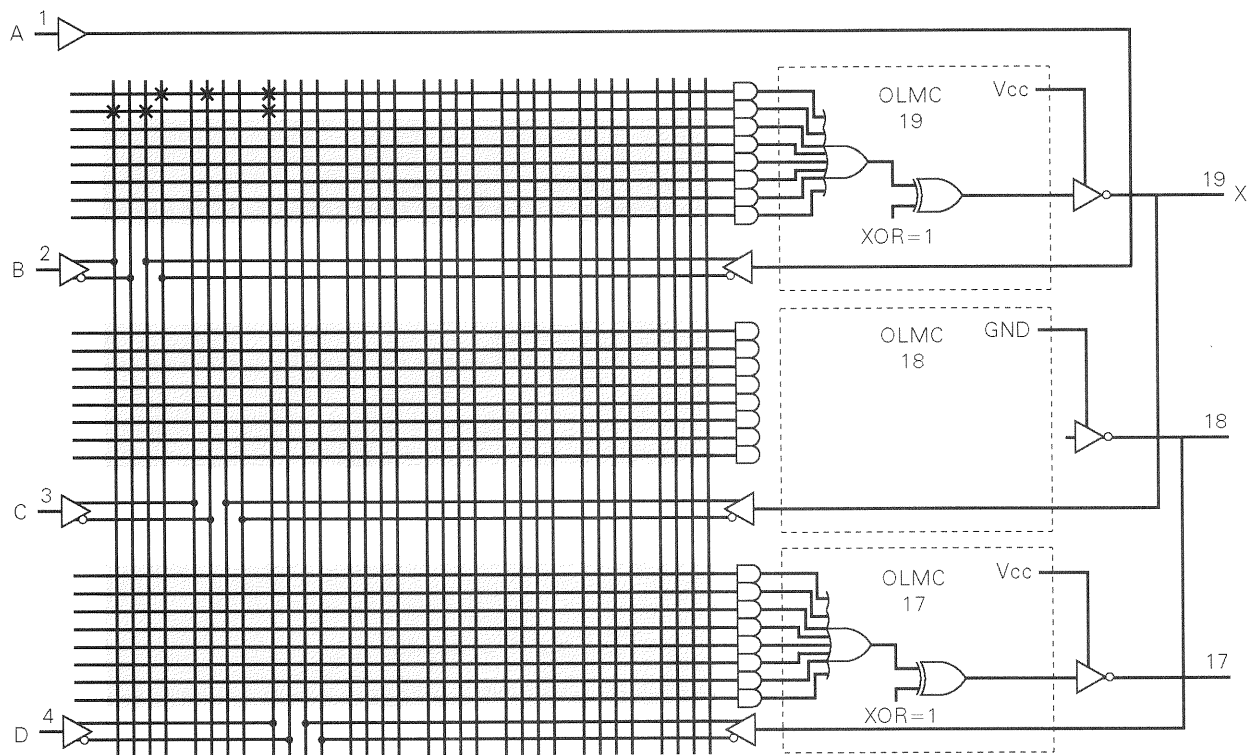 A 1
OLMC
19
Vcc
19
X
XOR=1
B 2
OLMC
18
GND
18
C 3
OLMC
17
Vcc
17
XOR=1
D 4